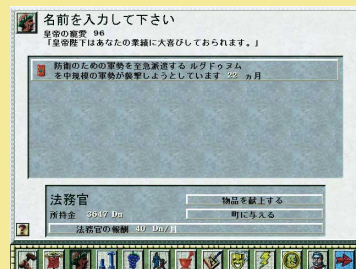 名前を入力して下さい
皇帝の寵愛 96
「皇帝陛下はあなたの業績に大喜びしておられます。」
防衛のための軍勢を至急派遣する ルグドゥヌム
を中規模の軍勢が襲撃しようとしています 22 ヵ月
法務官
物品を献上する
所持金 3647 Dn
町に与える
法務官の報酬 40 Dn/月
?